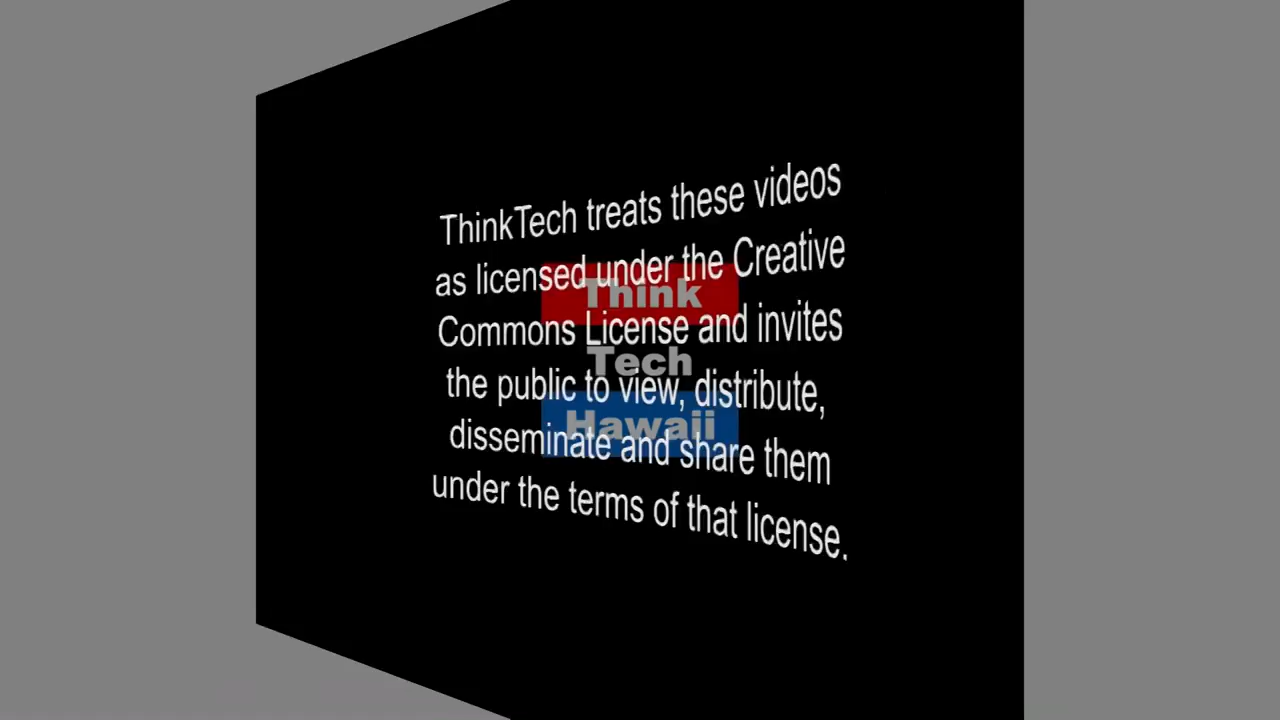 ThinkTech treats these videos
as licensed under the Creative
Commons License and invites
the public to view, distribute,
disseminate and share them
under the terms of that license.
Think
Tech
Hawaii